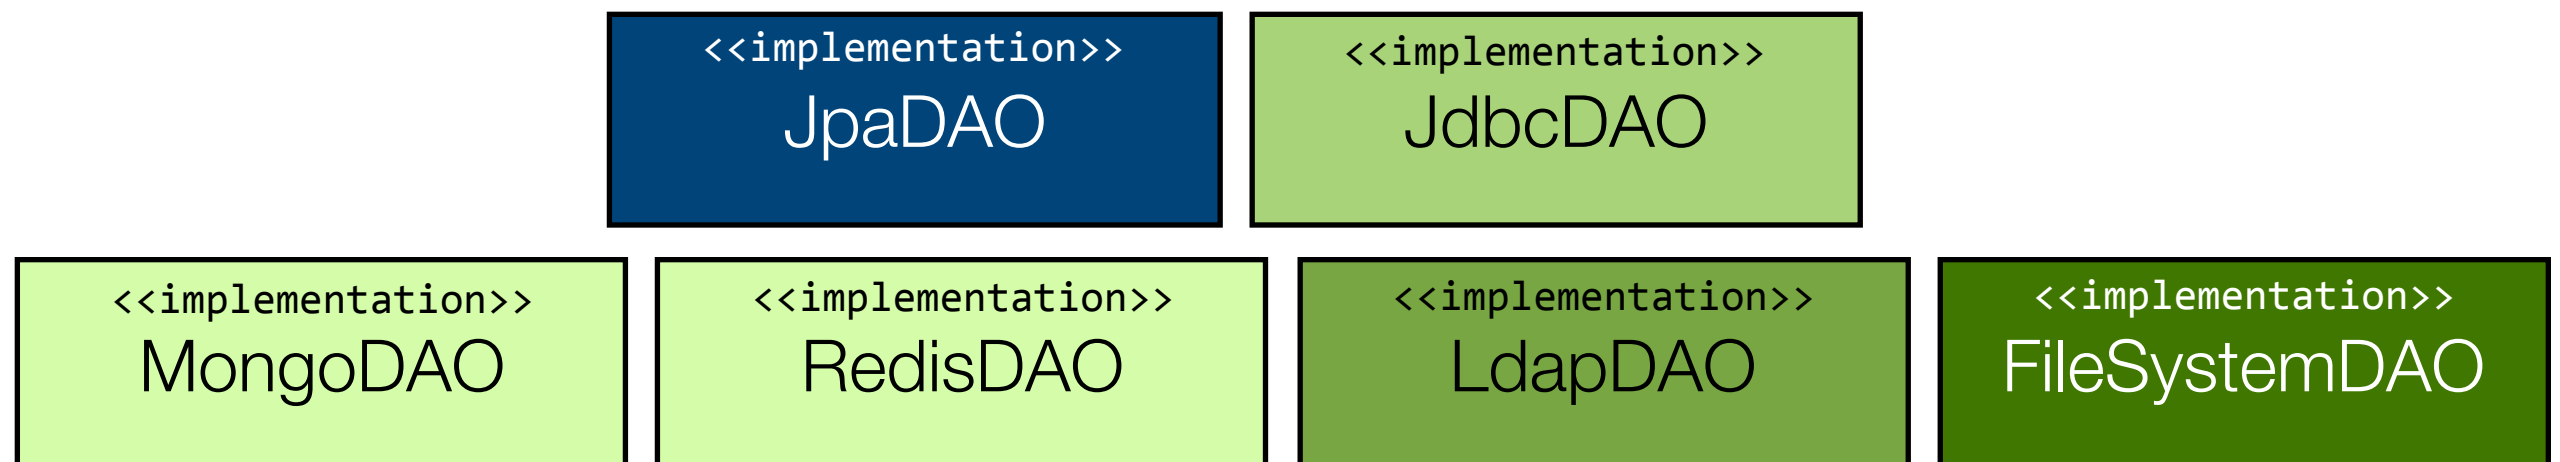 <<implementation>>
JpaDAO
<<implementation>>
JdbcDAO
<<implementation>>
MongoDAO
<<implementation>>
RedisDAO
<<implementation>>
LdapDAO
<<implementation>>
FileSystemDAO